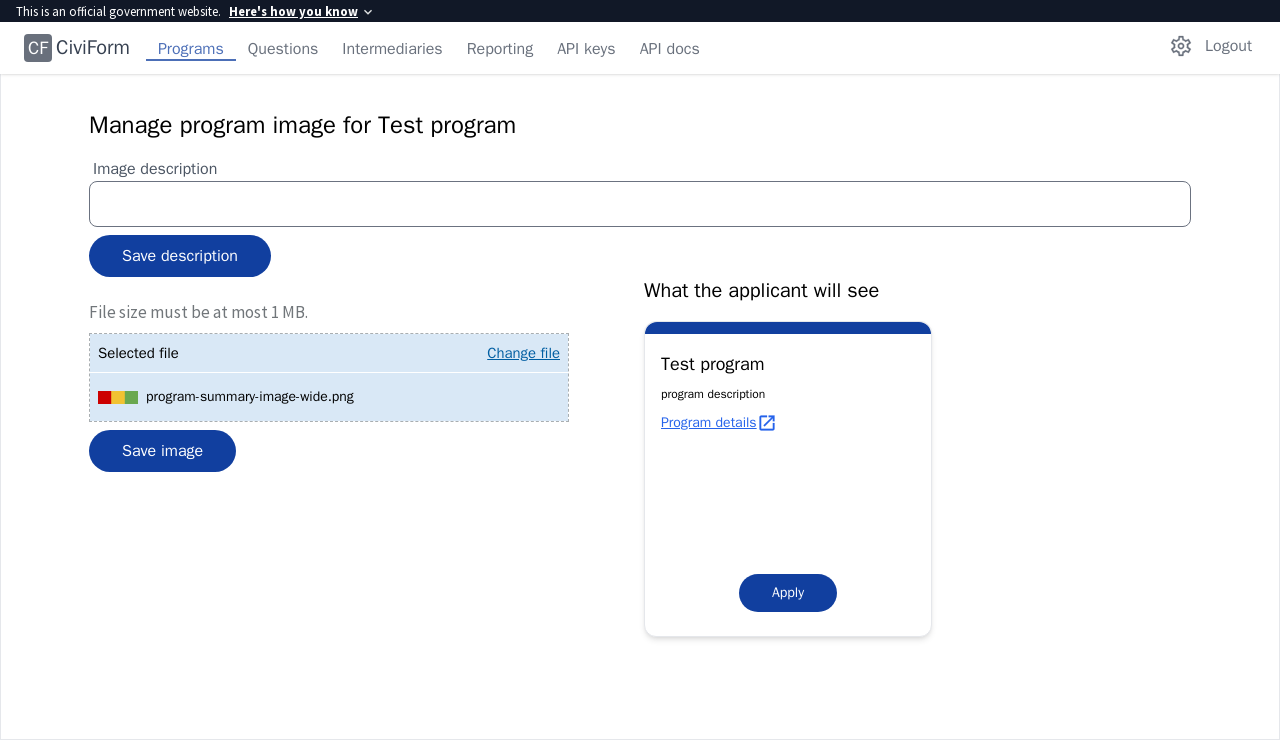 This is an official government website. Here's how you know
CF CiviForm Programs Questions Intermediaries Reporting API keys API docs Logout
Manage program image for Test program
Image description
Save description
File size must be at most 1 MB.
Selected file Change file
program-summary-image-wide.png
Save image
What the applicant will see
Test program
program description
Program details
Apply